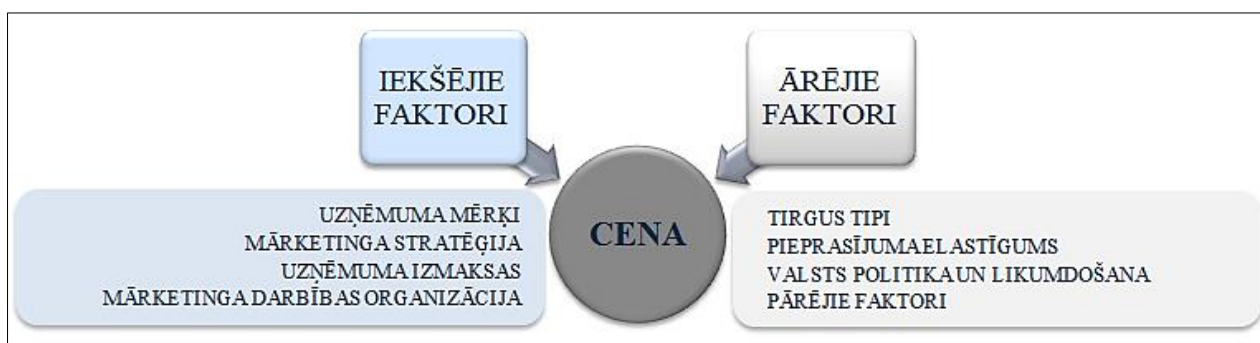 IEKŠĒJIE
FAKTORI
ĀRĒJIE
FAKTORI
CENA
UZŅĒMUMA MĒRĶI
MĀRKETINGA STRATĒĢIJA
UZŅĒMUMA IZMAKSAS
MĀRKETINGA DARBĪBAS ORGANIZĀCIJA
TIRGUS TIPI
PIEPRASĪJUMA ELASTĪGUMS
VALSTS POLITIKA UN LIKUMDOŠANA
PĀRĒJIE FAKTORI